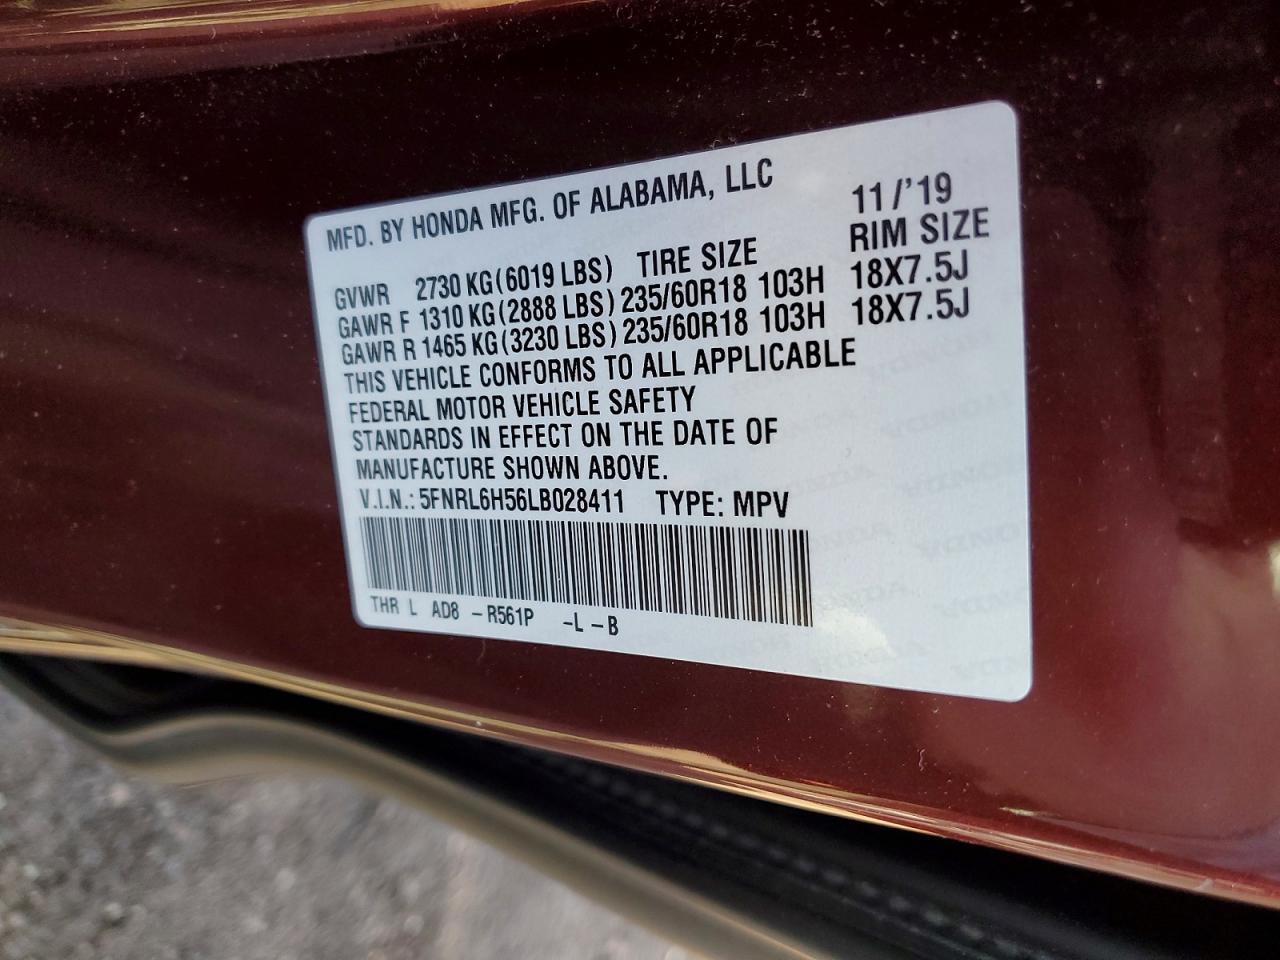 MFD. BY HONDA MFG. OF ALABAMA, LLC 11/'19
GVWR 2730 KG(6019 LBS) TIRE SIZE RIM SIZE
GAWR F 1310 KG(2888 LBS) 235/60R18 103H 18X7.5J
GAWR R 1465 KG(3230 LBS) 235/60R18 103H 18X7.5J
THIS VEHICLE CONFORMS TO ALL APPLICABLE
FEDERAL MOTOR VEHICLE SAFETY
STANDARDS IN EFFECT ON THE DATE OF
MANUFACTURE SHOWN ABOVE.
V.I.N.: 5FNRL6H56LB028411 TYPE: MPV
THR L AD8 -R561P -L -B